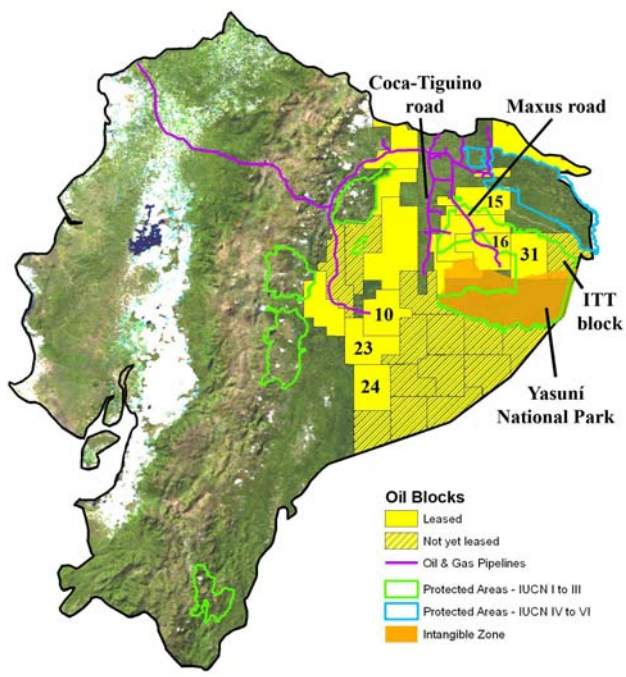 Coca-Tiguino
road
Maxus road
15
16
31
ITT
block
10
23
24
Yasuní
National Park
Oil Blocks
Leased
Not yet leased
Oil & Gas Pipelines
Protected Areas - IUCN I to III
Protected Areas - IUCN IV to VI
Intangible Zone